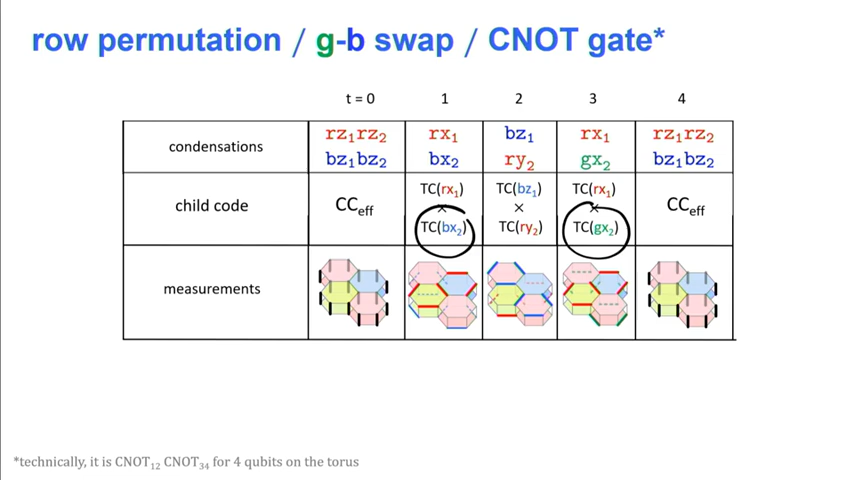 row permutation / g-b swap / CNOT gate*
t = 0 1 2 3 4
condensations rz₁rz₂ rx₁ bz₁ rx₁ rz₁rz₂
bz₁bz₂ bx₂ ry₂ gx₂ bz₁bz₂
child code CCeff TC(rx₁) TC(bz₁) TC(rx₁) CCeff
× × ×
TC(bx₂) TC(ry₂) TC(gx₂)
measurements
*technically, it is CNOT₁₂ CNOT₃₄ for 4 qubits on the torus